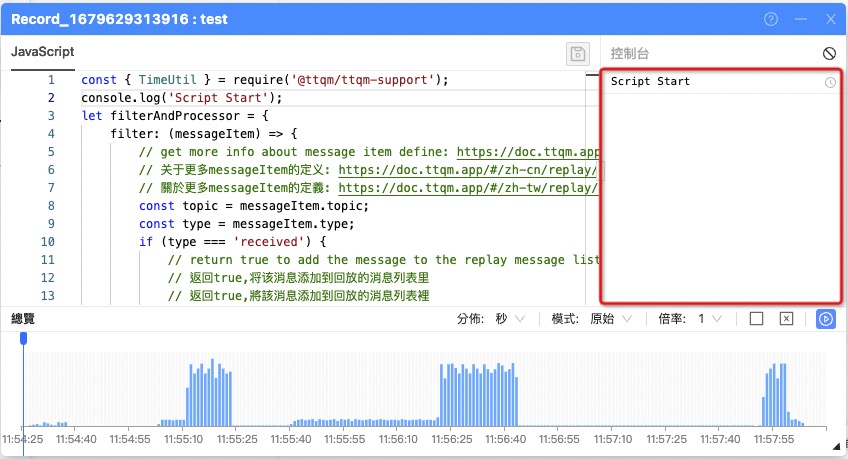 Record_1679629313916 : test
JavaScript
控制台
1 const { TimeUtil } = require('@ttqm/ttqm-support');
2 console.log('Script Start');
3 let filterAndProcessor = {
4 filter: (messageItem) => {
5 // get more info about message item define: https://doc.ttqm.app
6 // 关于更多messageItem的定义: https://doc.ttqm.app/#/zh-cn/replay/
7 // 關於更多messageItem的定義: https://doc.ttqm.app/#/zh-tw/replay/
8 const topic = messageItem.topic;
9 const type = messageItem.type;
10 if (type === 'received') {
11 // return true to add the message to the replay message list
12 // 返回true,将该消息添加到回放的消息列表里
13 // 返回true,將該消息添加到回放的消息列表裡
Script Start
總覽
分佈: 秒
模式: 原始
倍率: 1
11:54:25 11:54:40 11:54:55 11:55:10 11:55:25 11:55:40 11:55:55 11:56:10 11:56:25 11:56:40 11:56:55 11:57:10 11:57:25 11:57:40 11:57:55